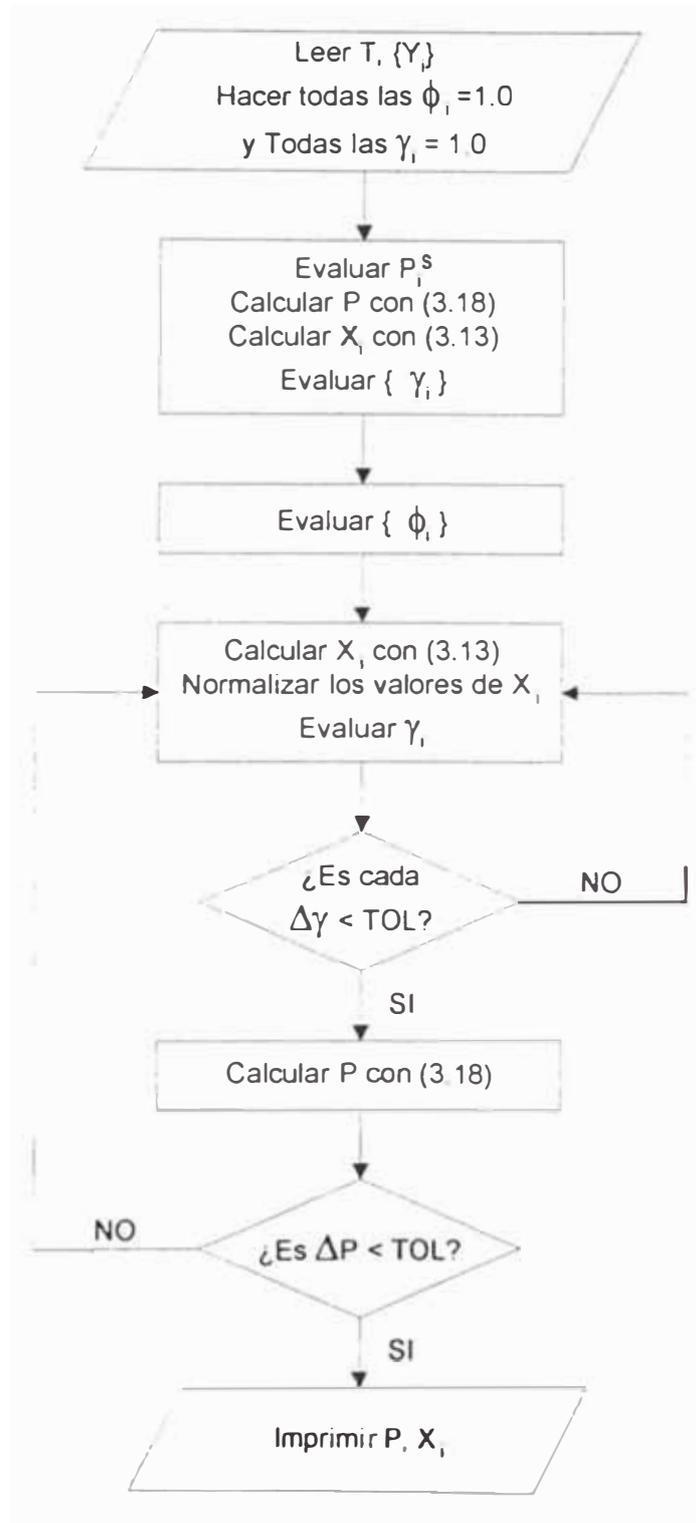 Leer T, {Yᵢ}
Hacer todas las ϕᵢ =1.0
y Todas las γᵢ = 1.0
Evaluar Pᵢˢ
Calcular P con (3.18)
Calcular Xᵢ con (3.13)
Evaluar { γᵢ }
Evaluar { ϕᵢ }
Calcular Xᵢ con (3.13)
Normalizar los valores de Xᵢ
Evaluar γᵢ
¿Es cada
Δγ < TOL?
NO
SI
Calcular P con (3.18)
NO
¿Es ΔP < TOL?
SI
Imprimir P, Xᵢ